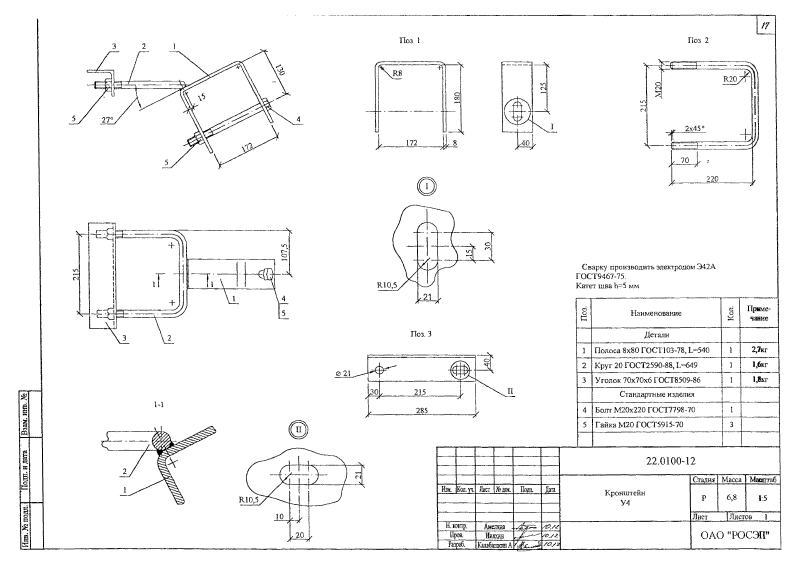 17
3
2
1
130
15
5
27°
4
172
5
Поз. 1
R8
180
172
8
125
I
40
Поз. 2
R20
М20
215
2x45°
70
220
215
107,5
1
1
1
4
5
3
2
I
30
15
R10,5
21
Сварку производить электродом Э42А
ГОСТ9467-75.
Катет шва h=5 мм
Поз. Наименование Кол. Приме-чание
Детали
1 Полоса 8х80 ГОСТ103-78, L=540 1 2,7кг
2 Круг 20 ГОСТ2590-88, L=649 1 1,6кг
3 Уголок 70х70х6 ГОСТ8509-86 1 1,8кг
Стандартные изделия
4 Болт М20х220 ГОСТ7798-70 1
5 Гайка М20 ГОСТ5915-70 3
Поз. 3
⌀ 21
40
30
215
II
285
1-1
2
1
II
21
R10,5
10
20
Взам. инв. №
Подп. и дата
Инв. № подл.
22.0100-12
Изм. Кол. уч. Лист № док. Подп. Дата
Кронштейн
У4
Стадия Масса Масштаб
Р 6,8 1:5
Лист Листов 1
Н. контр. Амелина 10.12
Пров. 10.12
Разраб. 10.12
ОАО "РОСЭП"